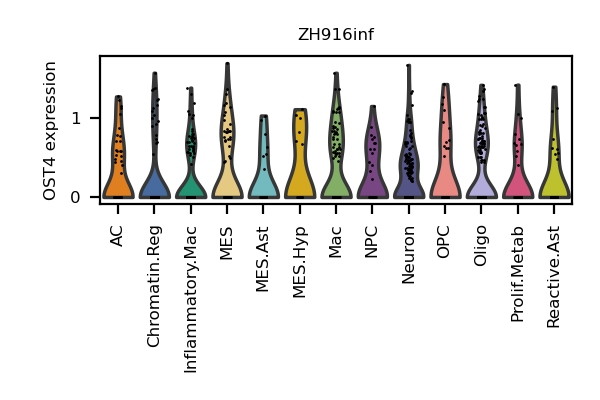 ZH916inf
OST4 expression
1
0
AC
Chromatin.Reg
Inflammatory.Mac
MES
MES.Ast
MES.Hyp
Mac
NPC
Neuron
OPC
Oligo
Prolif.Metab
Reactive.Ast